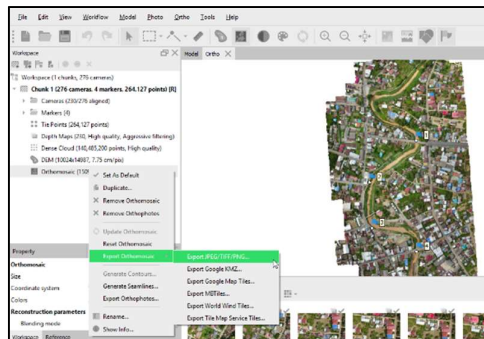 File Edit View Workflow Model Photo Ortho Tools Help
Workspace
Model Ortho
Workspace (1 chunks, 276 cameras)
Chunk 1 (276 cameras, 4 markers, 264,127 points) [R]
Cameras (230/276 aligned)
Markers (4)
Tie Points (264,127 points)
Depth Maps (230, High quality, Aggressive filtering)
Dense Cloud (140,405,200 points, High quality)
DEM (10024x14987, 7.75 cm/pix)
Orthomosaic
Set As Default
Duplicate...
Remove Orthomosaic
Remove Orthophotos
Update Orthomosaic
Reset Orthomosaic
Export Orthomosaic
Export JPEG/TIFF/PNG...
Generate Contours...
Export Google KMZ...
Generate Seamlines...
Export Google Map Tiles...
Export Orthophotos...
Export MBTiles...
Export World Wind Tiles...
Rename...
Export Tile Map Service Tiles...
Show Info...
Property
Orthomosaic
Size
Coordinate system
Colors
Reconstruction parameters
Blending mode
Workspace Reference